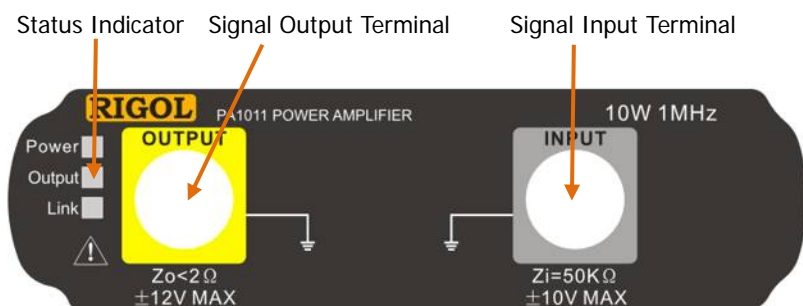 Status Indicator
Signal Output Terminal
Signal Input Terminal
RIGOL
PA1011 POWER AMPLIFIER
10W 1MHz
Power
Output
Link
OUTPUT
Zo<2Ω
±12V MAX
INPUT
Zi=50KΩ
±10V MAX